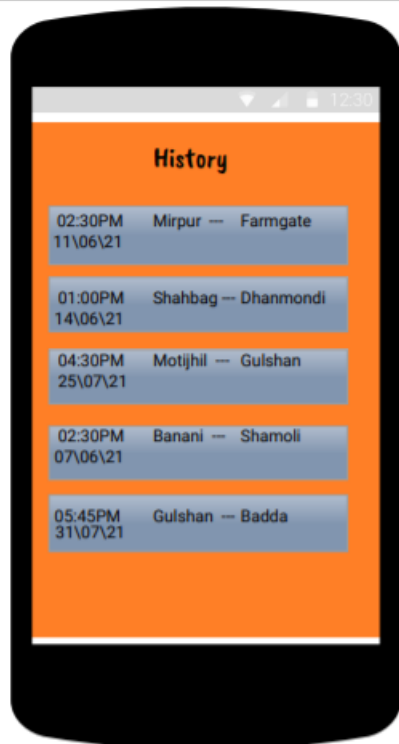 12:30
History
02:30PM Mirpur --- Farmgate
11\06\21
01:00PM Shahbag --- Dhanmondi
14\06\21
04:30PM Motijhil --- Gulshan
25\07\21
02:30PM Banani --- Shamoli
07\06\21
05:45PM Gulshan --- Badda
31\07\21